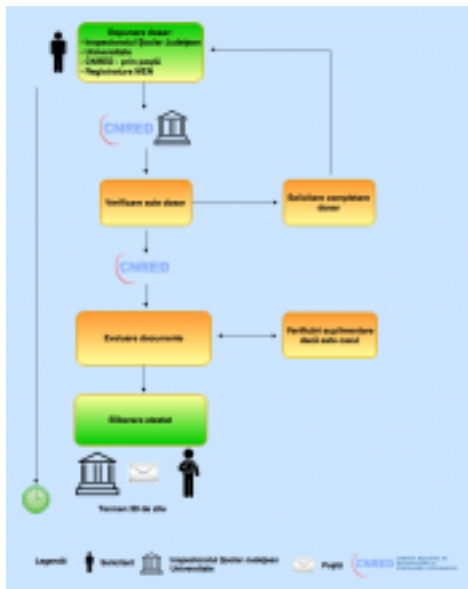 Depunere dosar:
- Inspectoratul Școlar Județean
- Universitate
- CNRED - prin poștă
- Registratura MEN
CNRED
Verificare dosar
Solicitare completare
dosar
CNRED
Evaluare documente
Verificări suplimentare
dacă este cazul
Eliberare atestat
Termen 30 de zile
Legendă
Solicitant
Inspectoratul Școlar Județean
Universitate
Poștă
CNRED